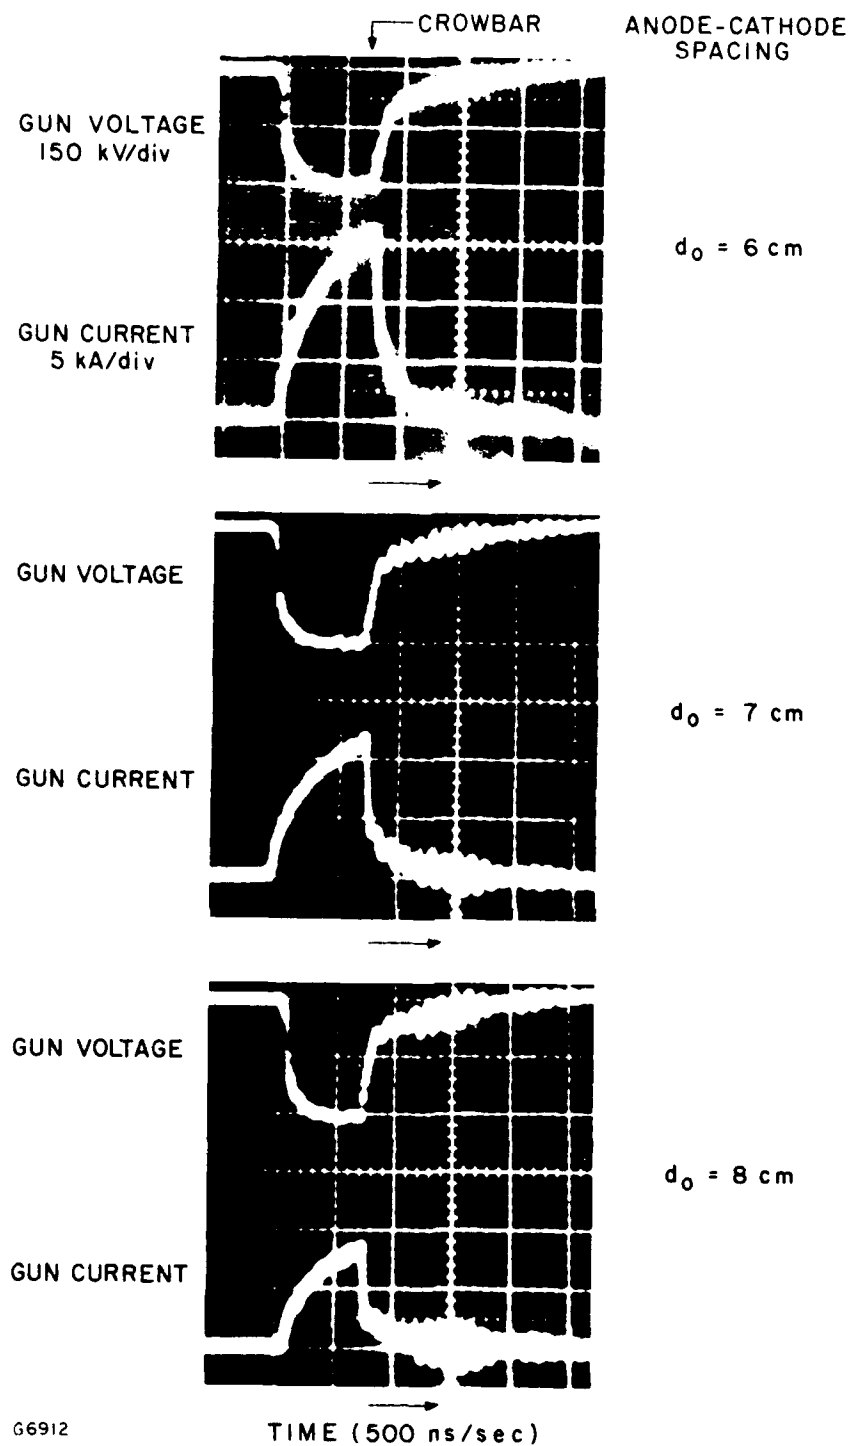 CROWBAR
ANODE-CATHODE
SPACING
GUN VOLTAGE
150 kV/div
d₀ = 6 cm
GUN CURRENT
5 kA/div
GUN VOLTAGE
d₀ = 7 cm
GUN CURRENT
GUN VOLTAGE
d₀ = 8 cm
GUN CURRENT
G6912
TIME (500 ns/sec)